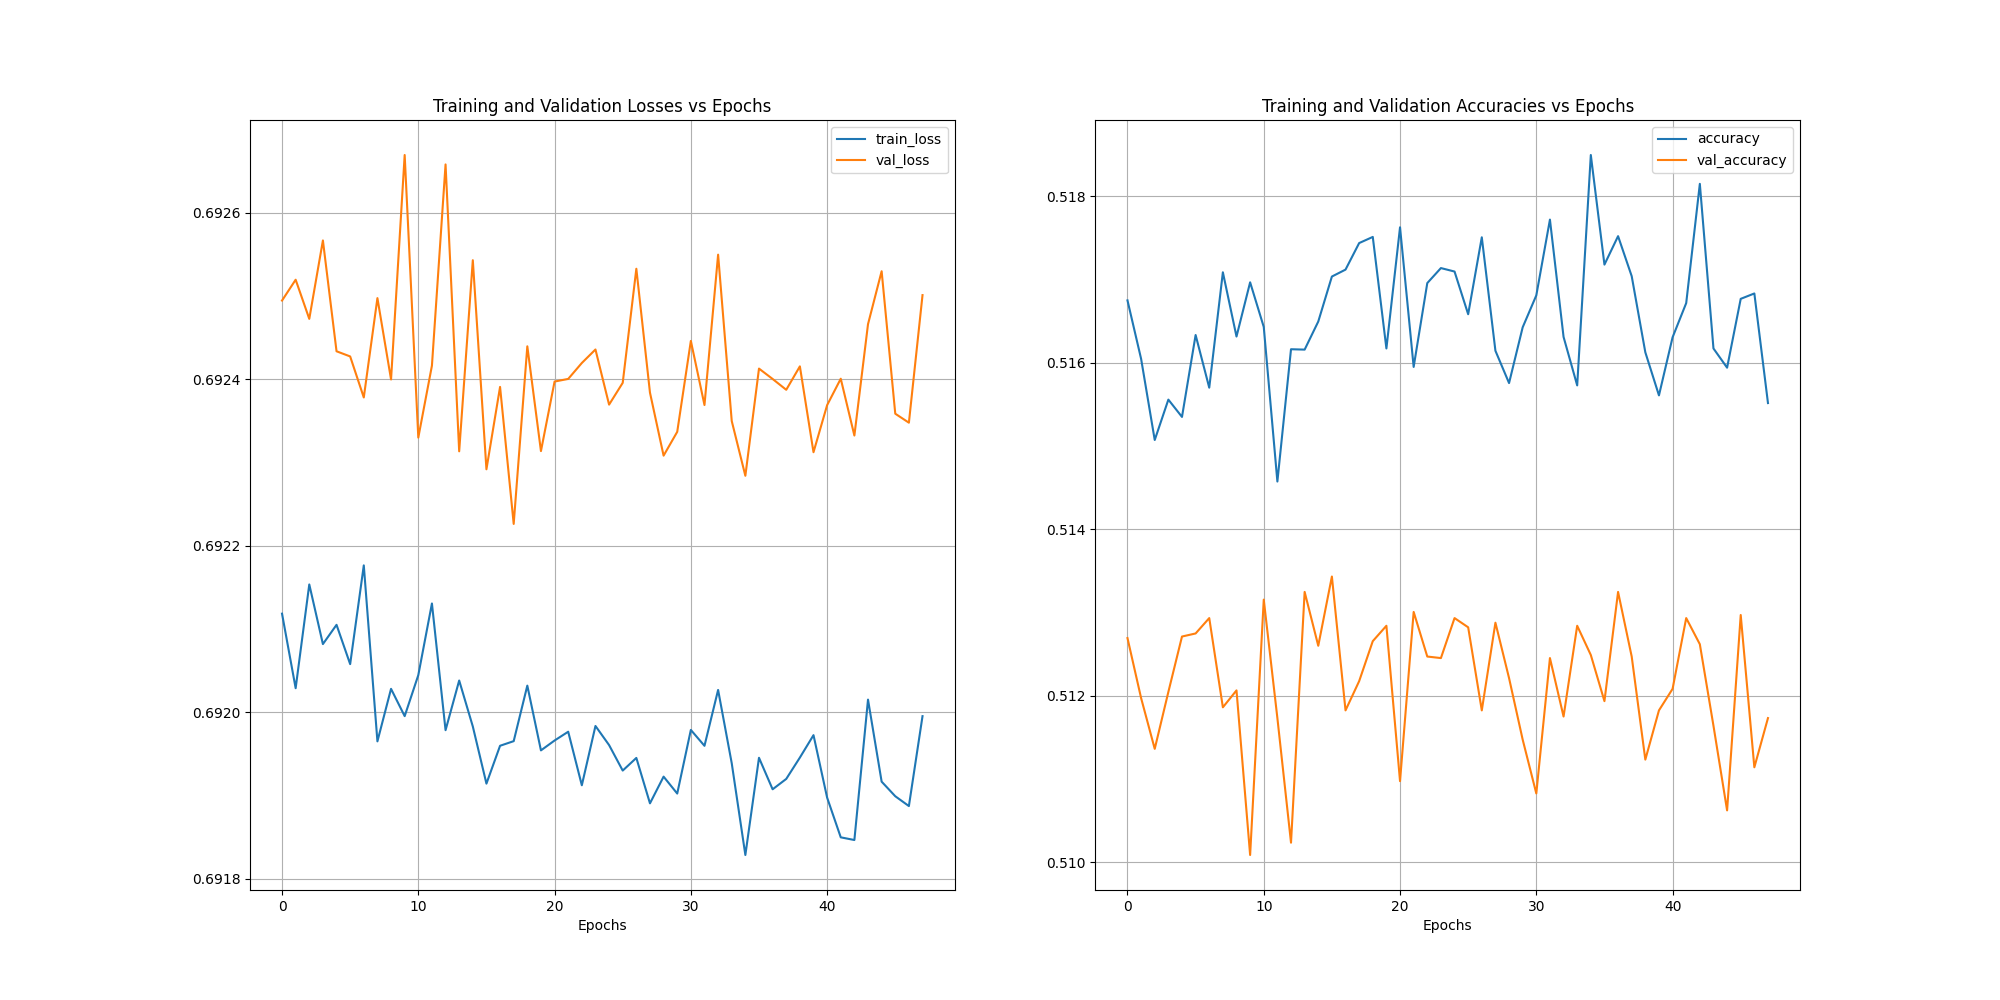 Training and Validation Losses vs Epochs
train_loss
val_loss
0.6926
0.6924
0.6922
0.6920
0.6918
0 10 20 30 40
Epochs
Training and Validation Accuracies vs Epochs
accuracy
val_accuracy
0.518
0.516
0.514
0.512
0.510
0 10 20 30 40
Epochs